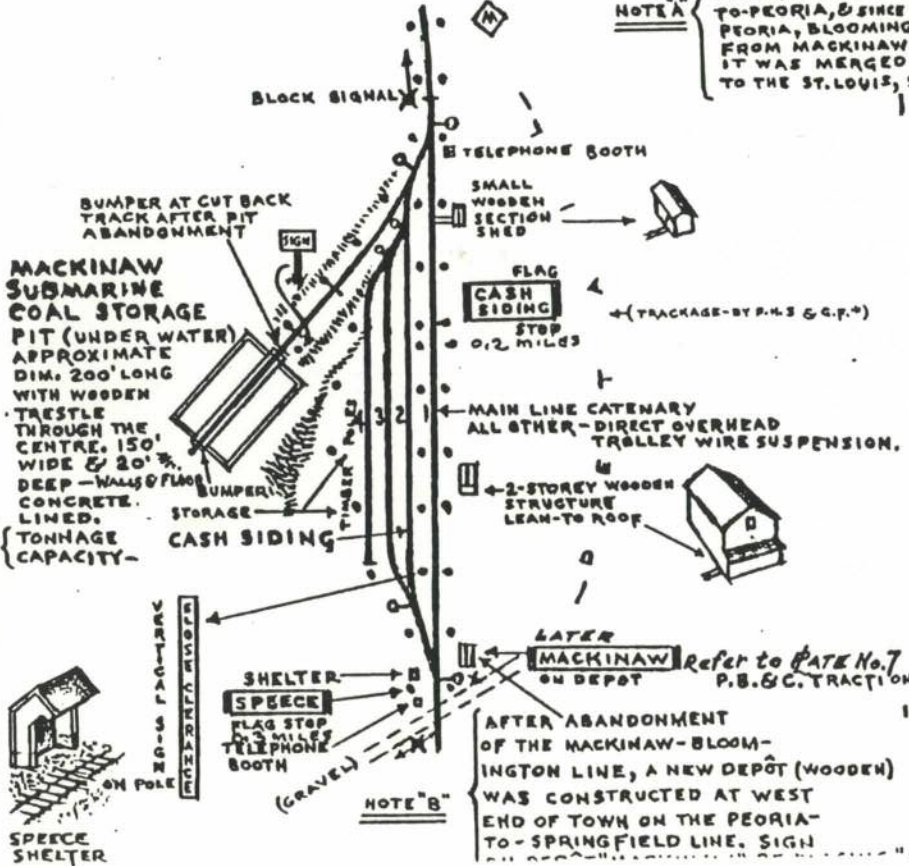 NOTE "A"
TO-PEORIA, & SINCE
PEORIA, BLOOMING
FROM MACKINAW
IT WAS MERGED
TO THE ST. LOUIS,
M
BLOCK SIGNAL
TELEPHONE BOOTH
SMALL
WOODEN
SECTION
SHED
BUMPER AT CUT BACK
TRACK AFTER PIT
ABANDONMENT
SIGN
MACKINAW
SUBMARINE
COAL STORAGE
PIT (UNDER WATER)
APPROXIMATE
DIM. 200' LONG
WITH WOODEN
TRESTLE
THROUGH THE
CENTRE. 150'
WIDE & 20'
DEEP - WALLS & FLOOR
CONCRETE.
LINED.
TONNAGE
CAPACITY-
FLAG
CASH
SIDING
STOP
0.2 MILES
(TRACKAGE-BY P.H.S & G.F.)
4 3 2 1
MAIN LINE CATENARY
ALL OTHER - DIRECT OVERHEAD
TROLLEY WIRE SUSPENSION.
BUMPER
STORAGE
TIMBER POLES
CASH SIDING
2-STOREY WOODEN
STRUCTURE
LEAN-TO ROOF
VERTICAL SIGN
CLOSE CLERANCE
ON POLE
SPEECE
SHELTER
SHELTER
SPEECE
FLAG STOP
0.3 MILES
TELEPHONE
BOOTH
(GRAVEL)
LATER
MACKINAW
ON DEPOT
Refer to PATE No. 7
P.B.& C. TRACTION
NOTE "B"
AFTER ABANDONMENT
OF THE MACKINAW-BLOOM-
INGTON LINE, A NEW DEPÔT (WOODEN)
WAS CONSTRUCTED AT WEST
END OF TOWN ON THE PEORIA-
TO-SPRINGFIELD LINE. SIGN